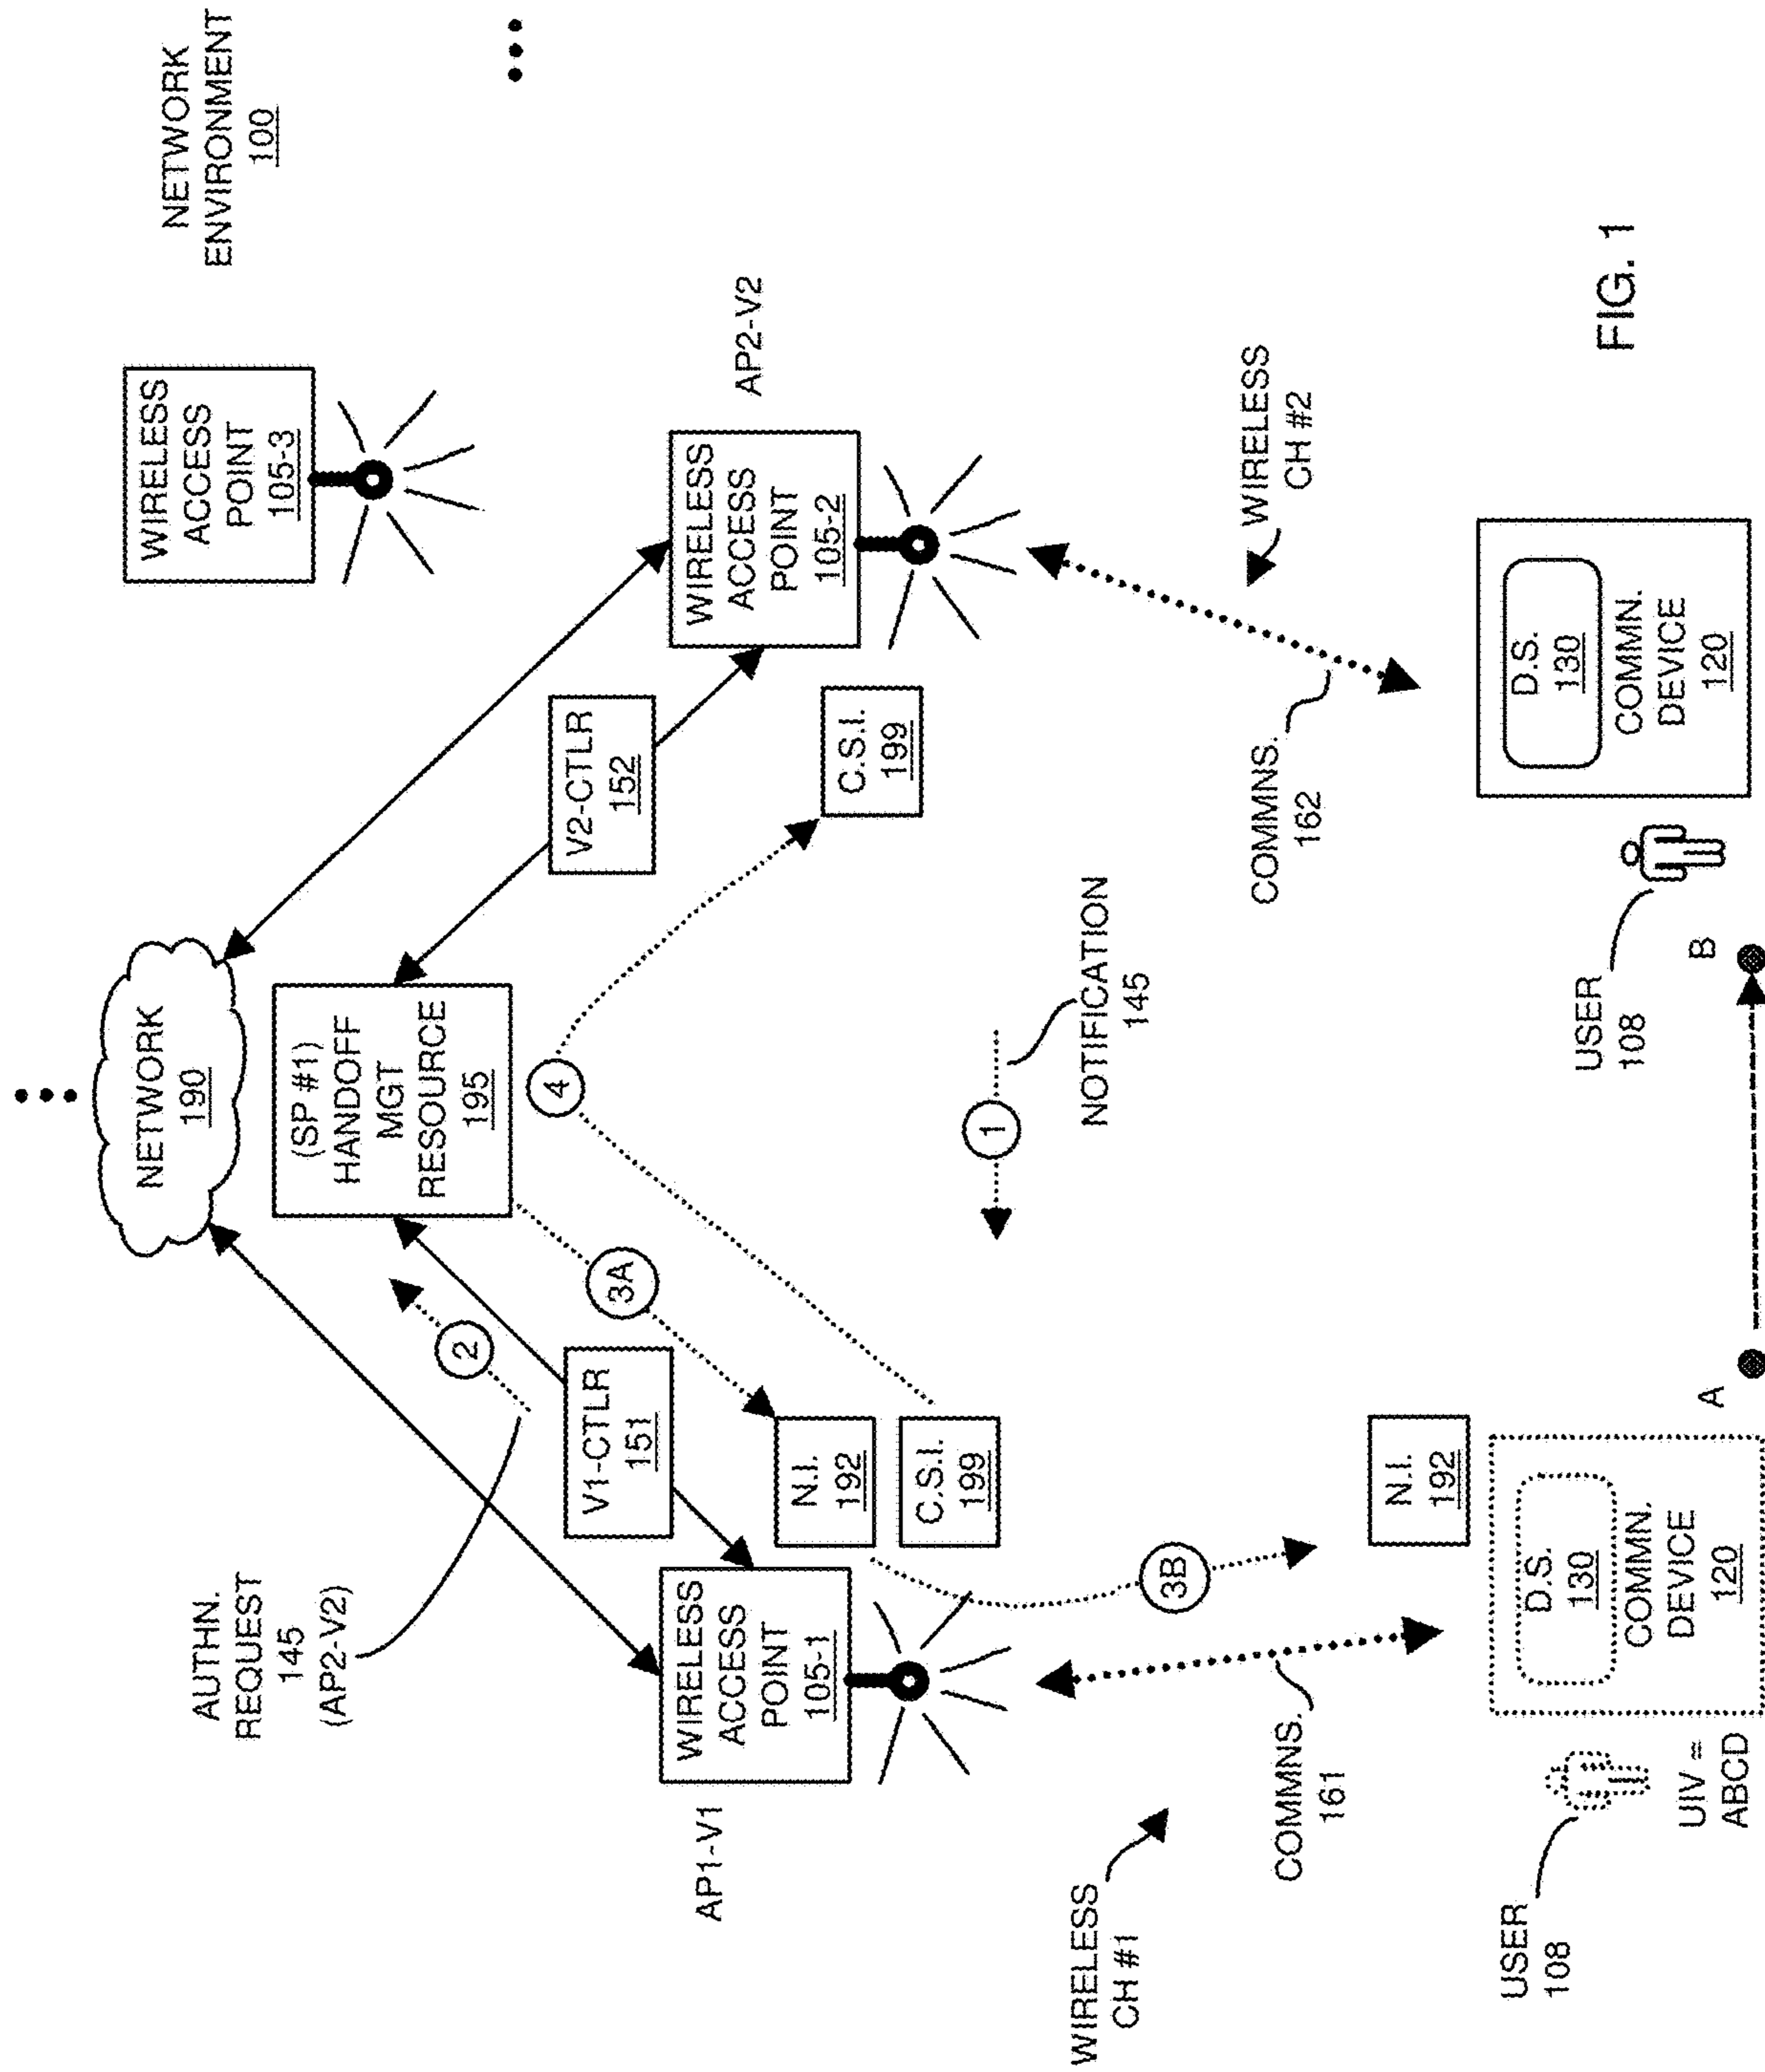 NETWORK
ENVIRONMENT
100
NETWORK
190
WIRELESS
ACCESS
POINT
105-3
AUTHN.
REQUEST
145
(AP2-V2)
(SP #1)
HANDOFF
MGT
RESOURCE
195
2
V1-CTLR
151
3A
4
V2-CTLR
152
AP1-V1
WIRELESS
ACCESS
POINT
105-1
N.I.
192
C.S.I.
199
C.S.I.
199
WIRELESS
ACCESS
POINT
105-2
AP2-V2
1
NOTIFICATION
145
WIRELESS
CH #1
3B
COMMNS.
161
COMMNS.
162
WIRELESS
CH #2
N.I.
192
USER
108
UIV =
ABCD
D.S.
130
COMMN.
DEVICE
120
A
B
USER
108
D.S.
130
COMMN.
DEVICE
120
FIG. 1